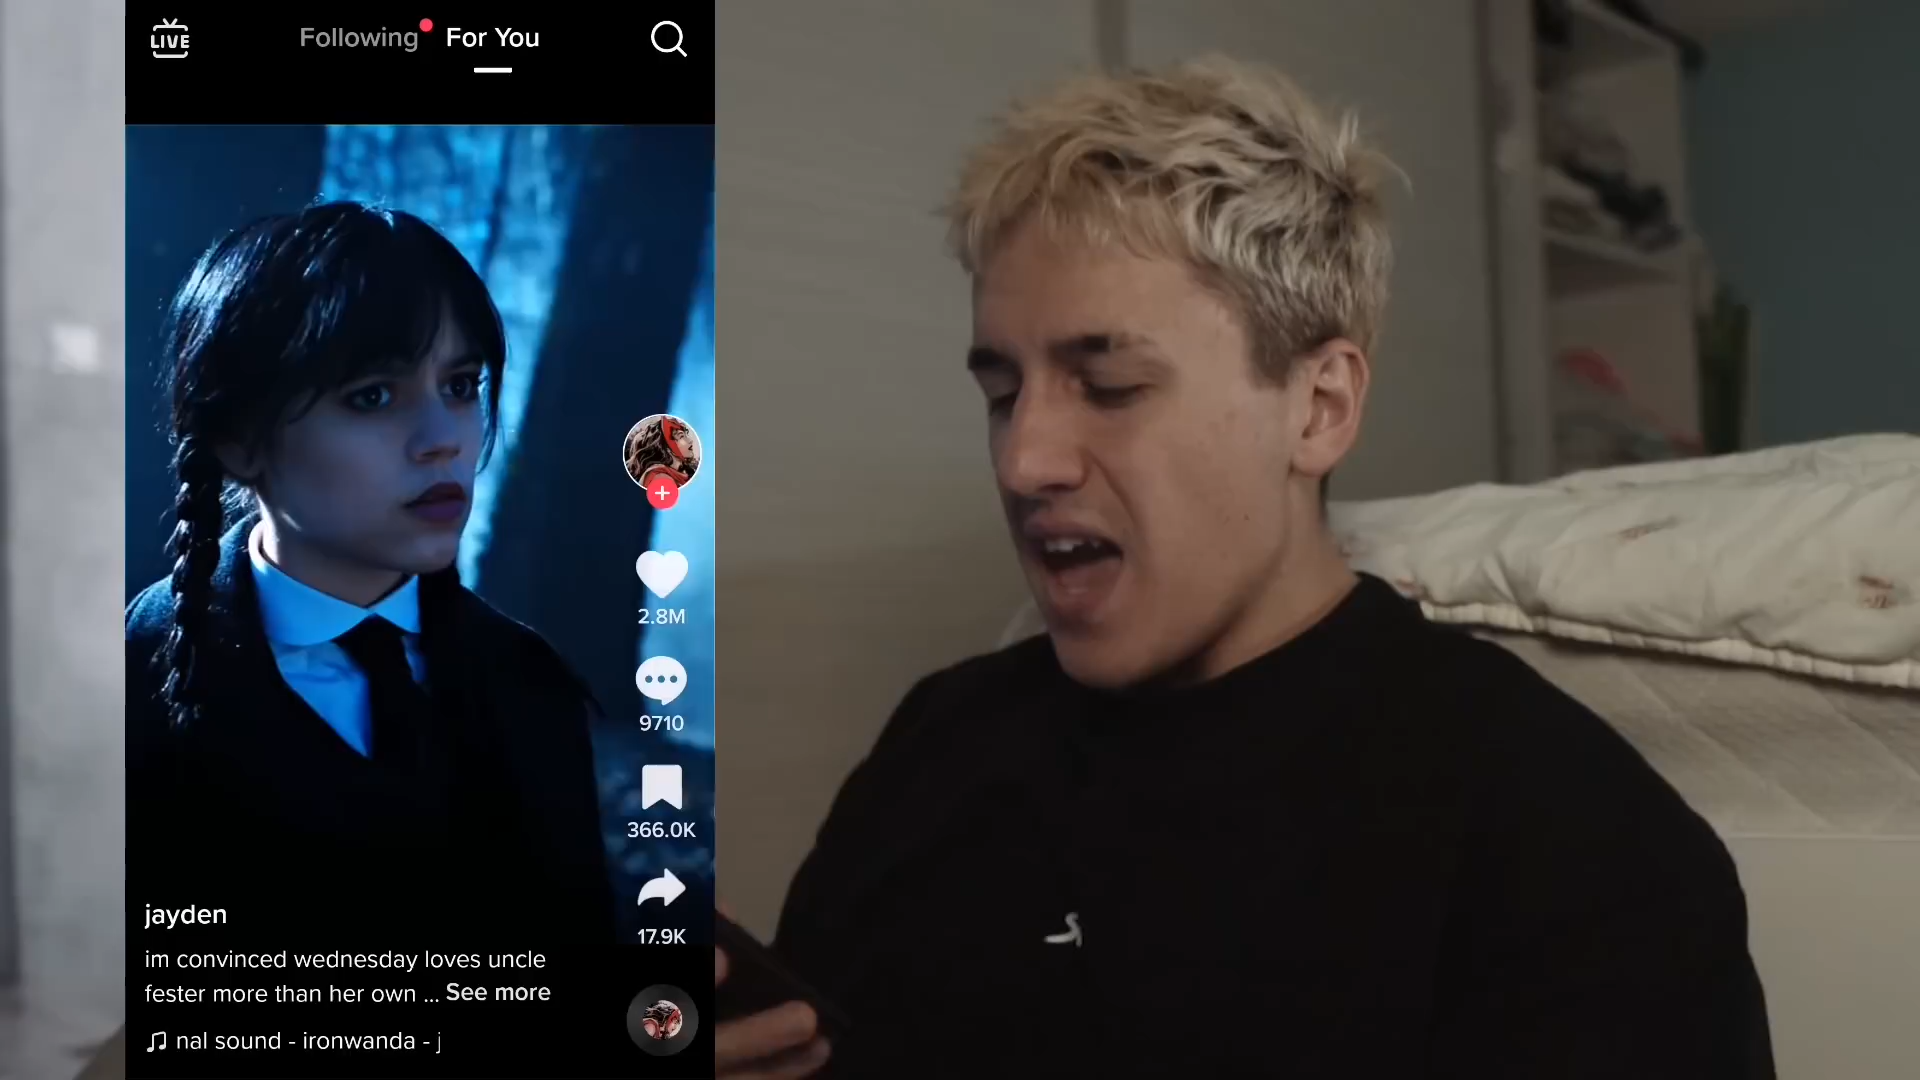 LIVE
Following
For You
2.8M
9710
366.0K
17.9K
jayden
im convinced wednesday loves uncle
fester more than her own ... See more
nal sound - ironwanda - j